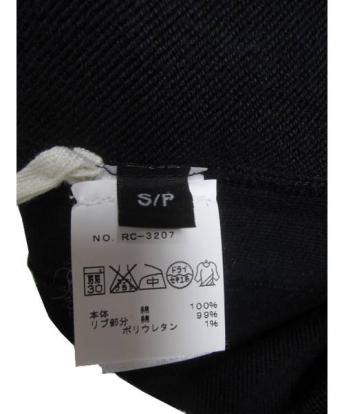 S/P
NO. RC-3207
30
ドライ
本体 綿 100%
リブ部分 綿 99%
ポリウレタン 1%